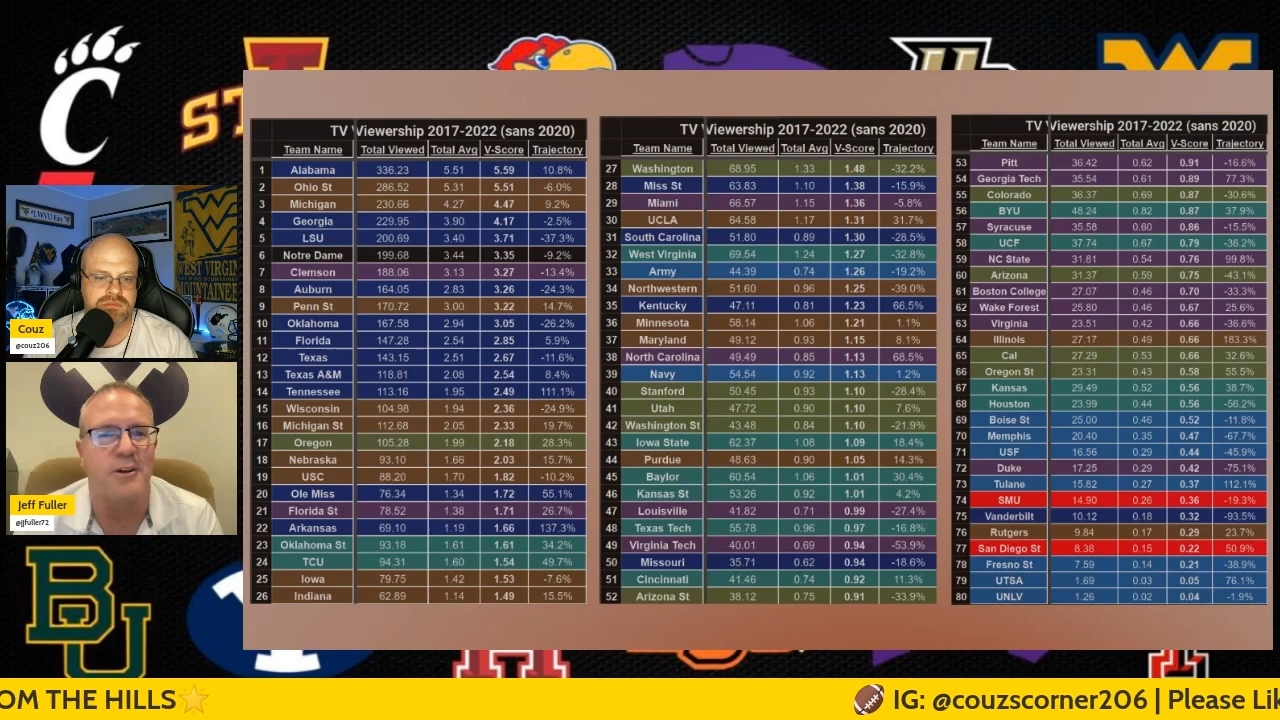 TV Viewership 2017-2022 (sans 2020)
Team Name Total Viewed Total Avg V-Score Trajectory
1 Alabama 336.23 5.51 5.59 10.8%
2 Ohio St 286.52 5.31 5.51 -6.0%
3 Michigan 230.66 4.27 4.47 9.2%
4 Georgia 229.95 3.90 4.17 -2.5%
5 LSU 200.69 3.40 3.71 -37.3%
6 Notre Dame 199.68 3.44 3.35 -9.2%
7 Clemson 188.06 3.13 3.27 -13.4%
8 Auburn 164.05 2.83 3.26 -24.3%
9 Penn St 170.72 3.00 3.22 14.7%
10 Oklahoma 167.58 2.94 3.05 -26.2%
11 Florida 147.28 2.54 2.85 5.9%
12 Texas 143.15 2.51 2.67 -11.6%
13 Texas A&M 118.81 2.08 2.54 8.4%
14 Tennessee 113.16 1.95 2.49 111.1%
15 Wisconsin 104.98 1.94 2.36 -24.9%
16 Michigan St 112.68 2.05 2.33 19.7%
17 Oregon 105.28 1.99 2.18 28.3%
18 Nebraska 93.10 1.66 2.03 15.7%
19 USC 88.20 1.70 1.82 -10.2%
20 Ole Miss 76.34 1.34 1.72 55.1%
21 Florida St 78.52 1.38 1.71 26.7%
22 Arkansas 69.10 1.19 1.66 137.3%
23 Oklahoma St 93.18 1.61 1.61 34.2%
24 TCU 94.31 1.60 1.54 49.7%
25 Iowa 79.75 1.42 1.53 -7.6%
26 Indiana 62.89 1.14 1.49 15.5%
TV Viewership 2017-2022 (sans 2020)
Team Name Total Viewed Total Avg V-Score Trajectory
27 Washington 68.95 1.33 1.48 -32.2%
28 Miss St 63.83 1.10 1.38 -15.9%
29 Miami 66.57 1.15 1.36 -5.8%
30 UCLA 64.58 1.17 1.31 31.7%
31 South Carolina 51.80 0.89 1.30 -28.5%
32 West Virginia 69.54 1.24 1.27 -32.8%
33 Army 44.39 0.74 1.26 -19.2%
34 Northwestern 51.60 0.96 1.25 -39.0%
35 Kentucky 47.11 0.81 1.23 66.5%
36 Minnesota 58.14 1.06 1.21 1.1%
37 Maryland 49.12 0.93 1.15 8.1%
38 North Carolina 49.49 0.85 1.13 68.5%
39 Navy 54.54 0.92 1.13 1.2%
40 Stanford 50.45 0.93 1.10 -28.4%
41 Utah 47.72 0.90 1.10 7.6%
42 Washington St 43.48 0.84 1.10 -21.9%
43 Iowa State 62.37 1.08 1.09 18.4%
44 Purdue 48.63 0.90 1.05 14.3%
45 Baylor 60.54 1.06 1.01 30.4%
46 Kansas St 53.26 0.92 1.01 4.2%
47 Louisville 41.82 0.71 0.99 -27.4%
48 Texas Tech 55.78 0.96 0.97 -16.8%
49 Virginia Tech 40.01 0.69 0.94 -53.9%
50 Missouri 35.71 0.62 0.94 -18.6%
51 Cincinnati 41.46 0.74 0.92 11.3%
52 Arizona St 38.12 0.75 0.91 -33.9%
TV Viewership 2017-2022 (sans 2020)
Team Name Total Viewed Total Avg V-Score Trajectory
53 Pitt 36.42 0.62 0.91 -16.6%
54 Georgia Tech 35.54 0.61 0.89 77.3%
55 Colorado 36.37 0.69 0.87 -30.6%
56 BYU 48.24 0.82 0.87 37.9%
57 Syracuse 35.58 0.60 0.86 -15.5%
58 UCF 37.74 0.67 0.79 -36.2%
59 NC State 31.81 0.54 0.76 99.8%
60 Arizona 31.37 0.59 0.75 -43.1%
61 Boston College 27.07 0.46 0.70 -33.3%
62 Wake Forest 25.80 0.46 0.67 25.6%
63 Virginia 23.51 0.42 0.66 -36.6%
64 Illinois 27.17 0.49 0.66 183.3%
65 Cal 27.29 0.53 0.66 32.6%
66 Oregon St 23.31 0.43 0.58 55.5%
67 Kansas 29.49 0.52 0.56 38.7%
68 Houston 23.99 0.44 0.56 -56.2%
69 Boise St 25.00 0.46 0.52 -11.8%
70 Memphis 20.40 0.35 0.47 -67.7%
71 USF 16.56 0.29 0.44 -45.9%
72 Duke 17.25 0.29 0.42 -75.1%
73 Tulane 15.82 0.27 0.37 112.1%
74 SMU 14.90 0.26 0.36 -19.3%
75 Vanderbilt 10.12 0.18 0.32 -93.5%
76 Rutgers 9.84 0.17 0.29 23.7%
77 San Diego St 8.38 0.15 0.22 50.9%
78 Fresno St 7.59 0.14 0.21 -38.9%
79 UTSA 1.69 0.03 0.05 76.1%
80 UNLV 1.26 0.02 0.04 -1.9%
WEST VIRGINIA
MOUNTAINEERS
Couz
@couz206
Jeff Fuller
@jjfuller72
OM THE HILLS🌟
🏈 IG: @couzscorner206 | Please Lik